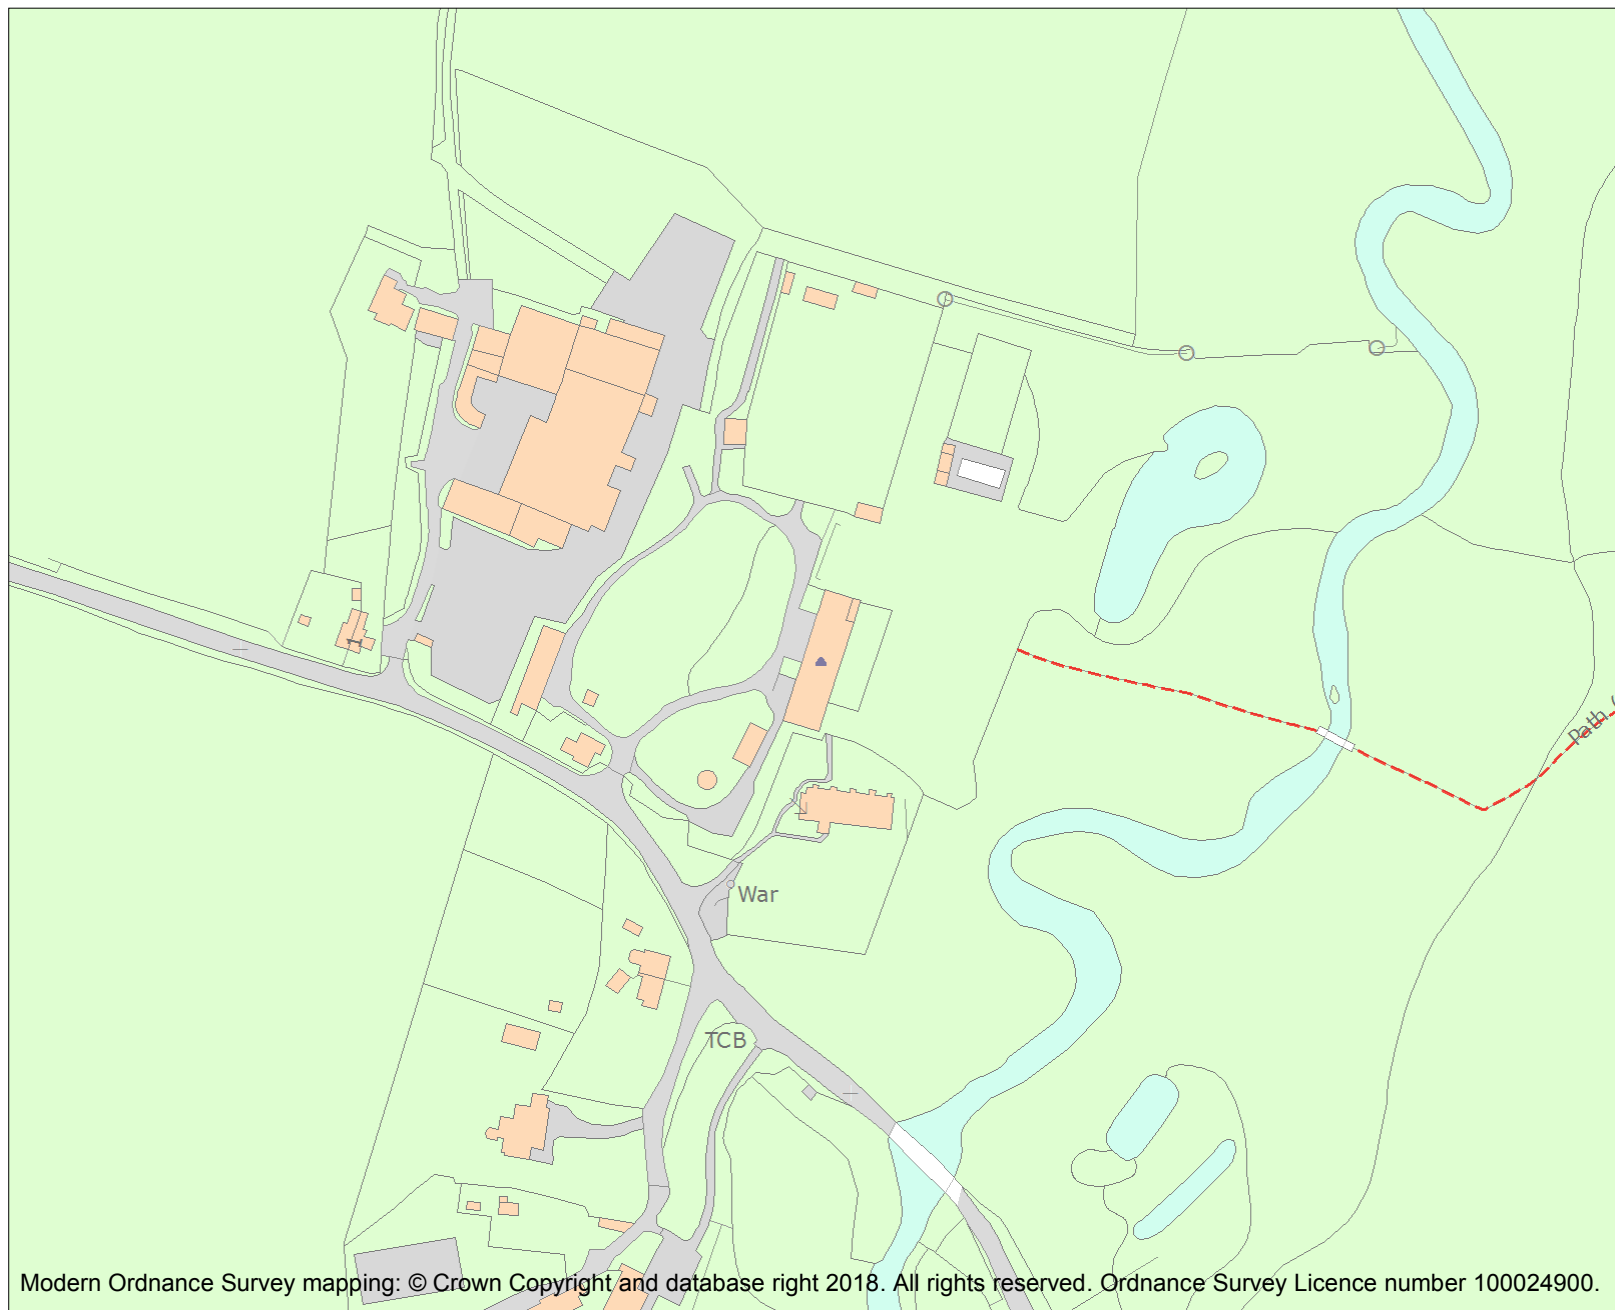 1
Path
War
TCB
Modern Ordnance Survey mapping: © Crown Copyright and database right 2018. All rights reserved. Ordnance Survey Licence number 100024900.